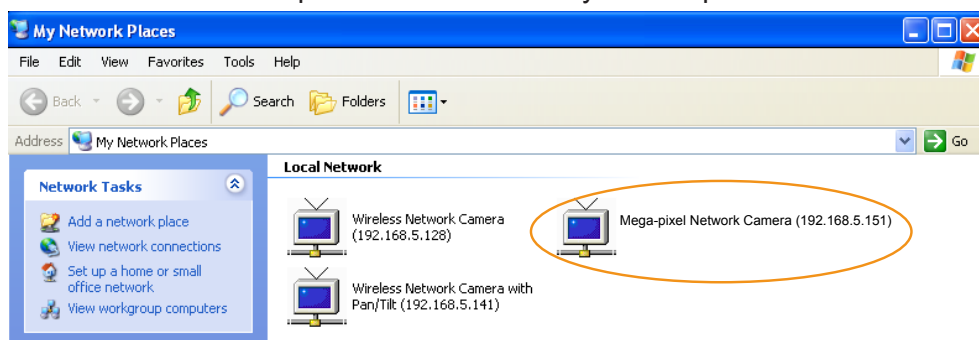 My Network Places
File Edit View Favorites Tools Help
Back Search Folders
Address My Network Places Go
Local Network
Network Tasks
Add a network place
View network connections
Set up a home or small
office network
View workgroup computers
Wireless Network Camera
(192.168.5.128)
Mega-pixel Network Camera (192.168.5.151)
Wireless Network Camera with
Pan/Tilt (192.168.5.141)